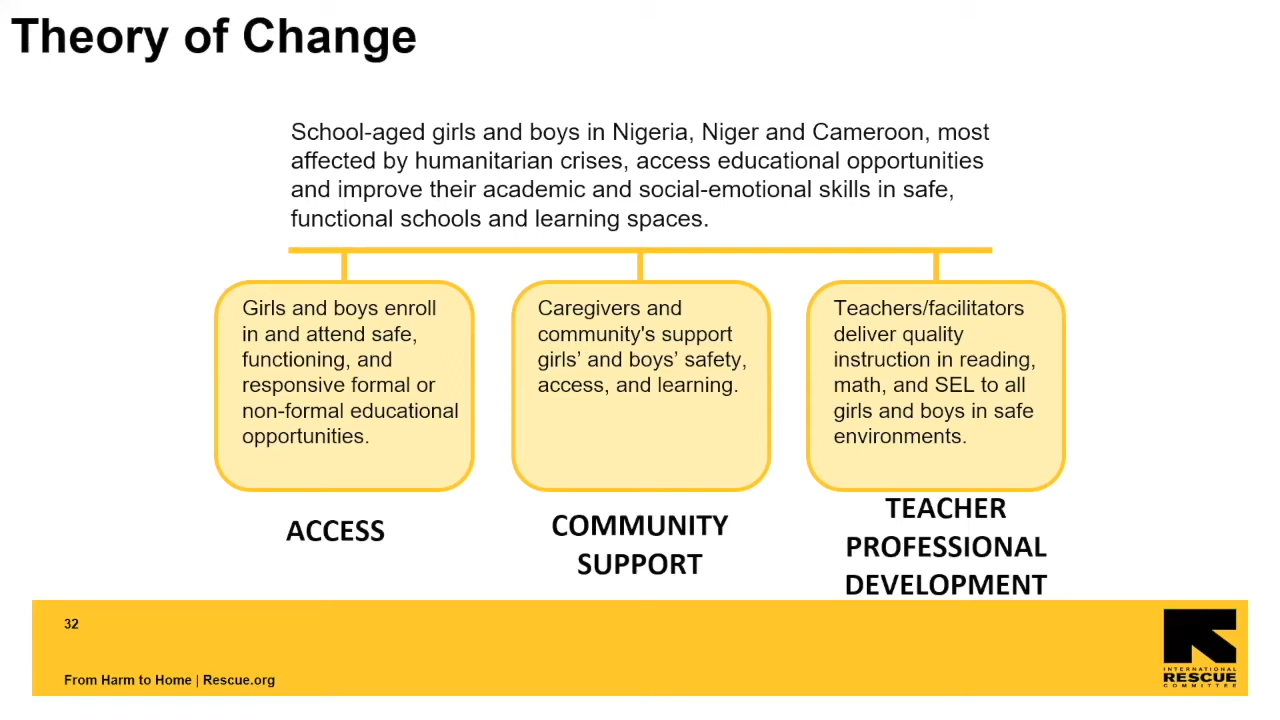 Theory of Change
School-aged girls and boys in Nigeria, Niger and Cameroon, most
affected by humanitarian crises, access educational opportunities
and improve their academic and social-emotional skills in safe,
functional schools and learning spaces.
Girls and boys enroll
in and attend safe,
functioning, and
responsive formal or
non-formal educational
opportunities.
ACCESS
Caregivers and
community's support
girls’ and boys’ safety,
access, and learning.
COMMUNITY
SUPPORT
Teachers/facilitators
deliver quality
instruction in reading,
math, and SEL to all
girls and boys in safe
environments.
TEACHER
PROFESSIONAL
DEVELOPMENT
32
From Harm to Home | Rescue.org
INTERNATIONAL
RESCUE
COMMITTEE